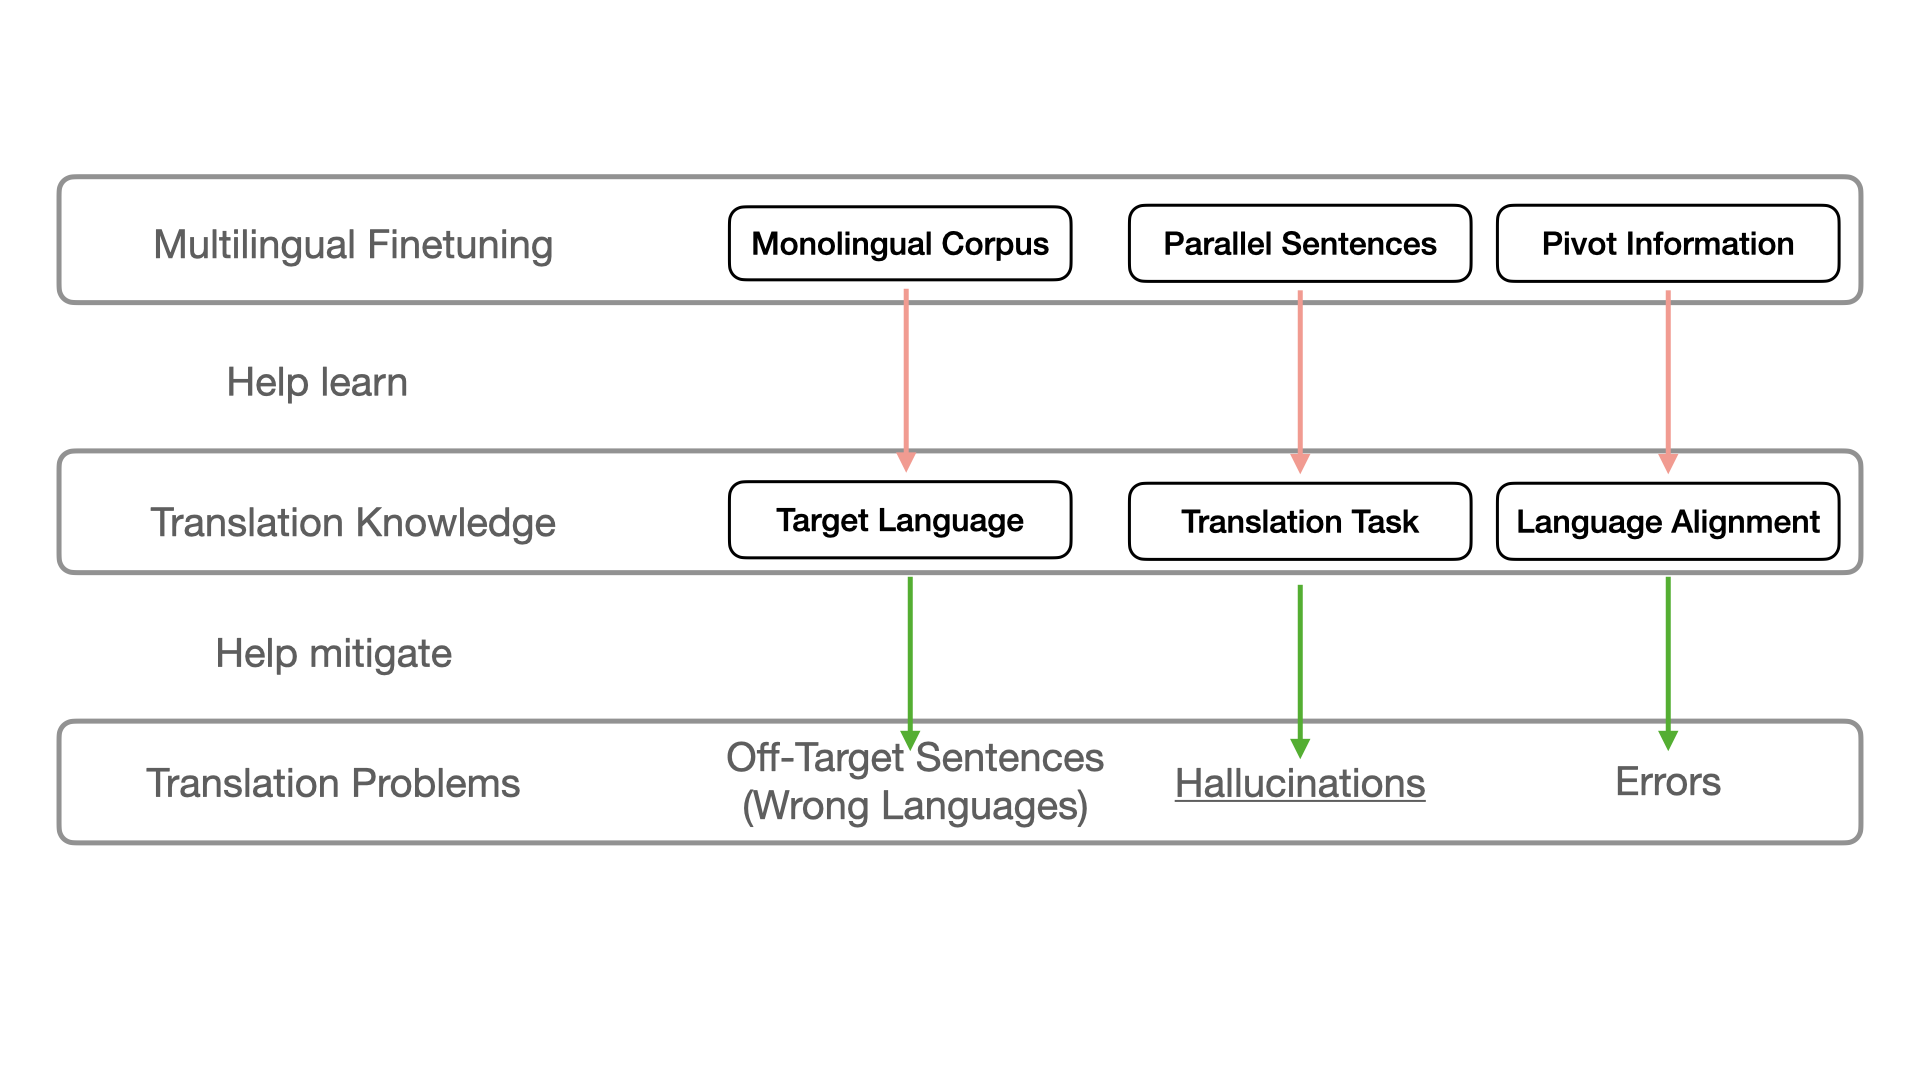 Multilingual Finetuning
Monolingual Corpus
Parallel Sentences
Pivot Information
Help learn
Translation Knowledge
Target Language
Translation Task
Language Alignment
Help mitigate
Translation Problems
Off-Target Sentences
(Wrong Languages)
Hallucinations
Errors